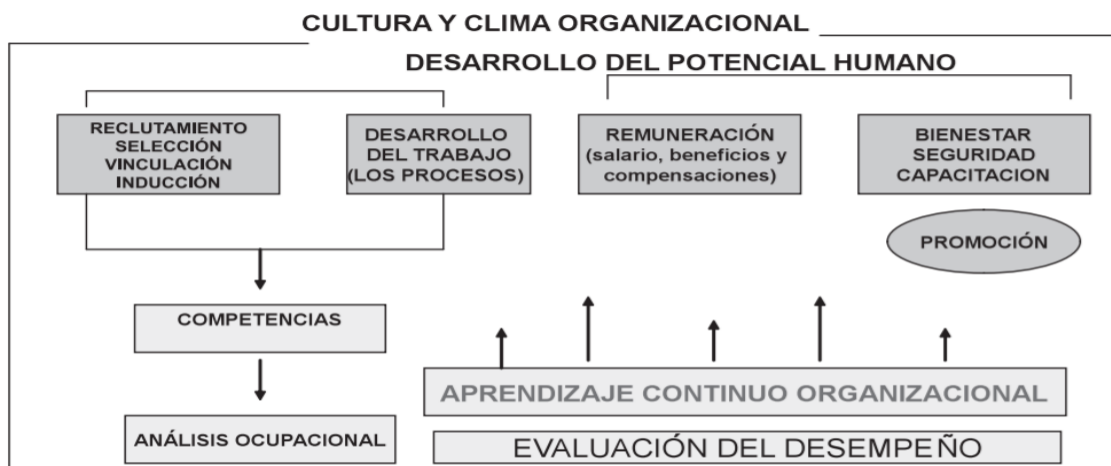 CULTURA Y CLIMA ORGANIZACIONAL
DESARROLLO DEL POTENCIAL HUMANO
RECLUTAMIENTO
SELECCIÓN
VINCULACIÓN
INDUCCIÓN
DESARROLLO
DEL TRABAJO
(LOS PROCESOS)
REMUNERACIÓN
(salario, beneficios y
compensaciones)
BIENESTAR
SEGURIDAD
CAPACITACION
PROMOCIÓN
COMPETENCIAS
APRENDIZAJE CONTINUO ORGANIZACIONAL
ANÁLISIS OCUPACIONAL
EVALUACIÓN DEL DESEMPEÑO